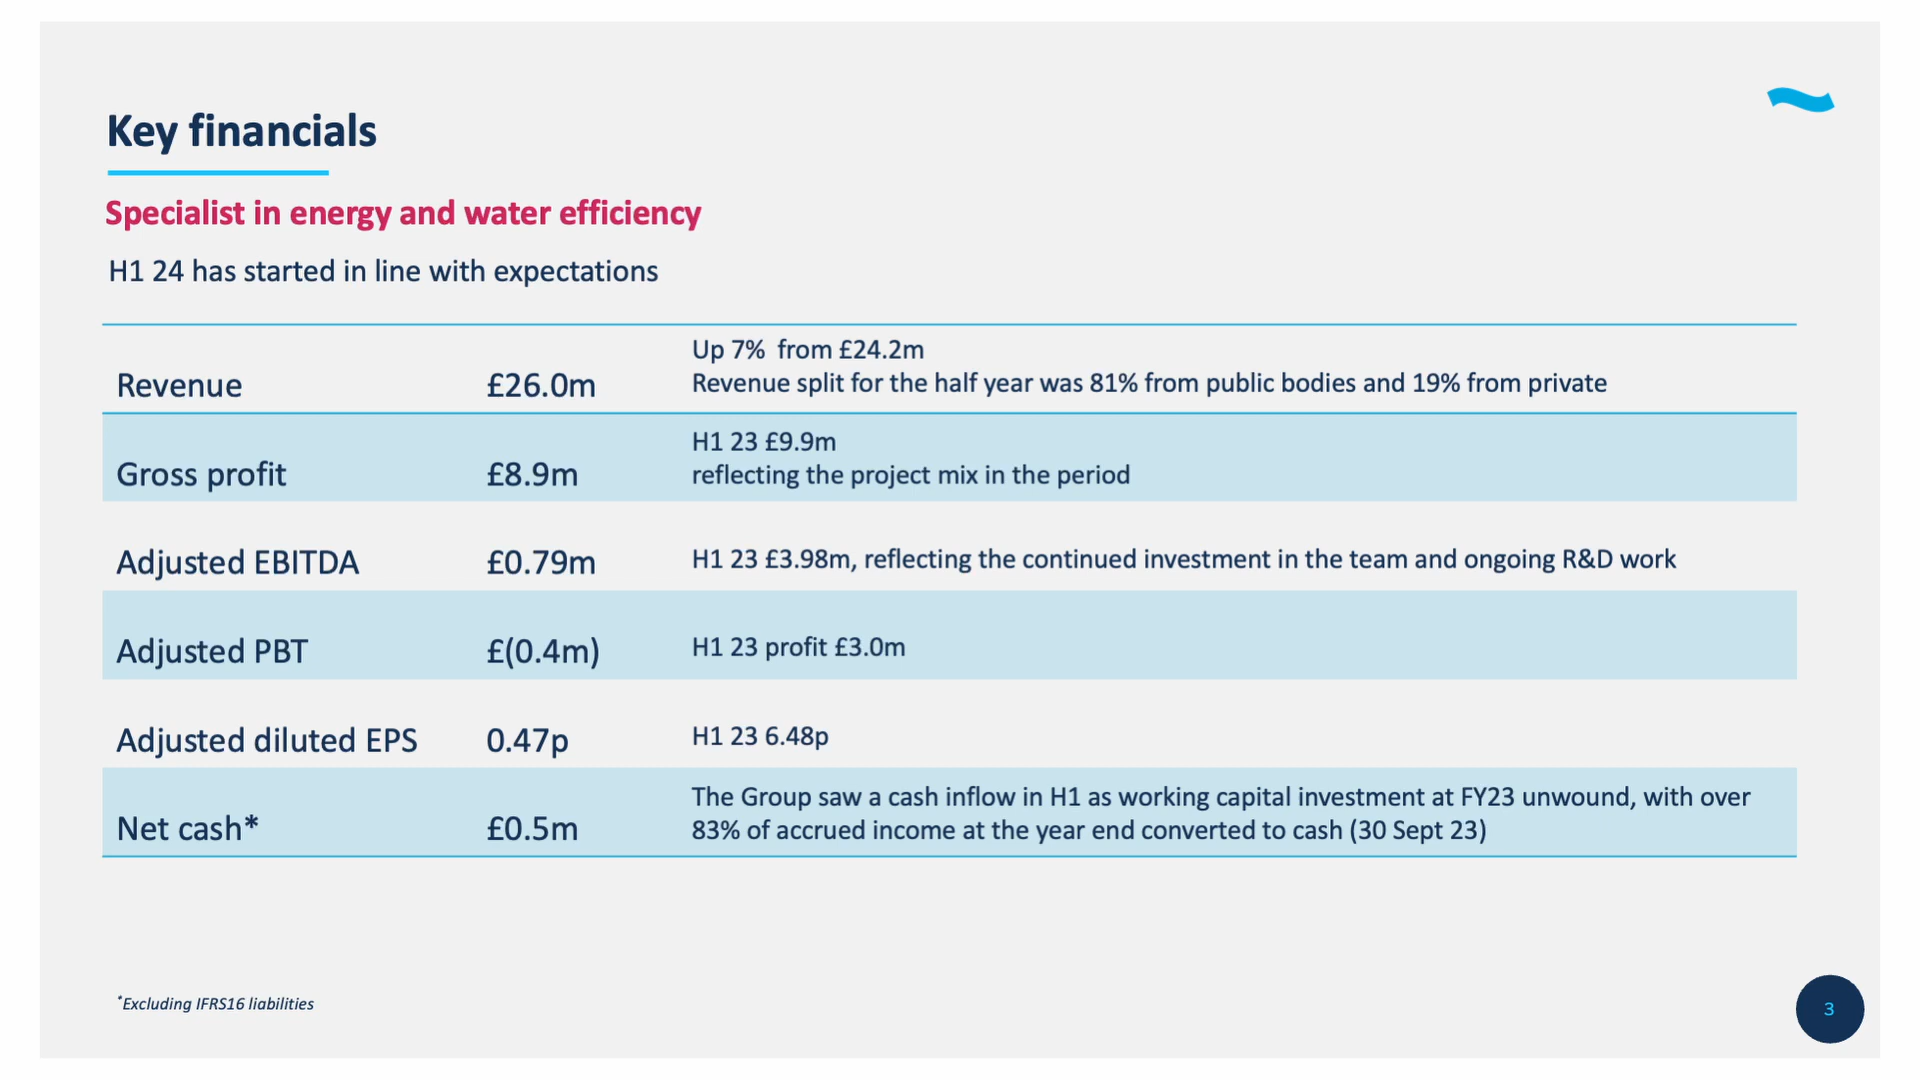 Key financials
Specialist in energy and water efficiency
H1 24 has started in line with expectations
Revenue £26.0m Up 7% from £24.2m
Revenue split for the half year was 81% from public bodies and 19% from private
Gross profit £8.9m H1 23 £9.9m
reflecting the project mix in the period
Adjusted EBITDA £0.79m H1 23 £3.98m, reflecting the continued investment in the team and ongoing R&D work
Adjusted PBT £(0.4m) H1 23 profit £3.0m
Adjusted diluted EPS 0.47p H1 23 6.48p
Net cash* £0.5m The Group saw a cash inflow in H1 as working capital investment at FY23 unwound, with over
83% of accrued income at the year end converted to cash (30 Sept 23)
*Excluding IFRS16 liabilities
3